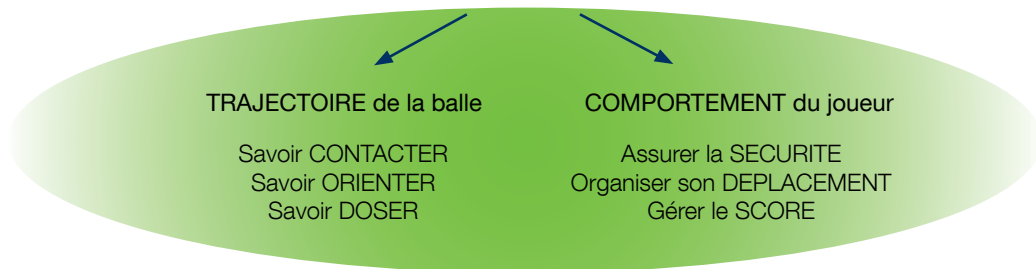 TRAJECTOIRE de la balle
Savoir CONTACTER
Savoir ORIENTER
Savoir DOSER
COMPORTEMENT du joueur
Assurer la SECURITE
Organiser son DEPLACEMENT
Gérer le SCORE